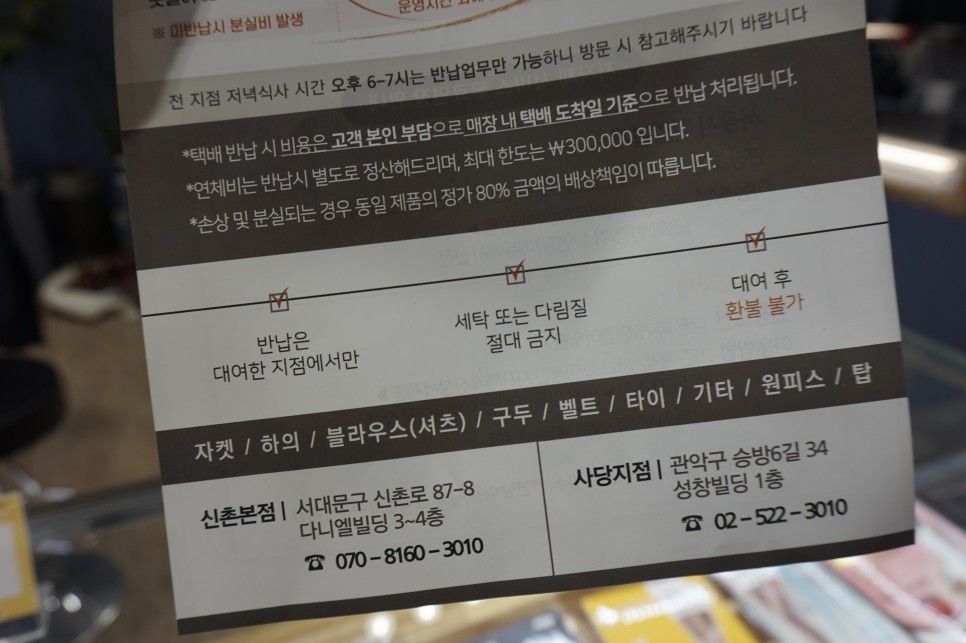 ※ 미반납시 분실비 발생
운영시간
전 지점 저녁식사 시간 오후 6-7시는 반납업무만 가능하니 방문 시 참고해주시기 바랍니다
*택배 반납 시 비용은 고객 본인 부담으로 매장 내 택배 도착일 기준으로 반납 처리됩니다.
*연체비는 반납시 별도로 정산해드리며, 최대 한도는 ₩300,000 입니다.
*손상 및 분실되는 경우 동일 제품의 정가 80% 금액의 배상책임이 따릅니다.
반납은
대여한 지점에서만
세탁 또는 다림질
절대 금지
대여 후
환불 불가
자켓 / 하의 / 블라우스(셔츠) / 구두 / 벨트 / 타이 / 기타 / 원피스 / 탑
신촌본점 | 서대문구 신촌로 87-8
다니엘빌딩 3~4층
☎ 070-8160-3010
사당지점 | 관악구 승방6길 34
성창빌딩 1층
☎ 02-522-3010